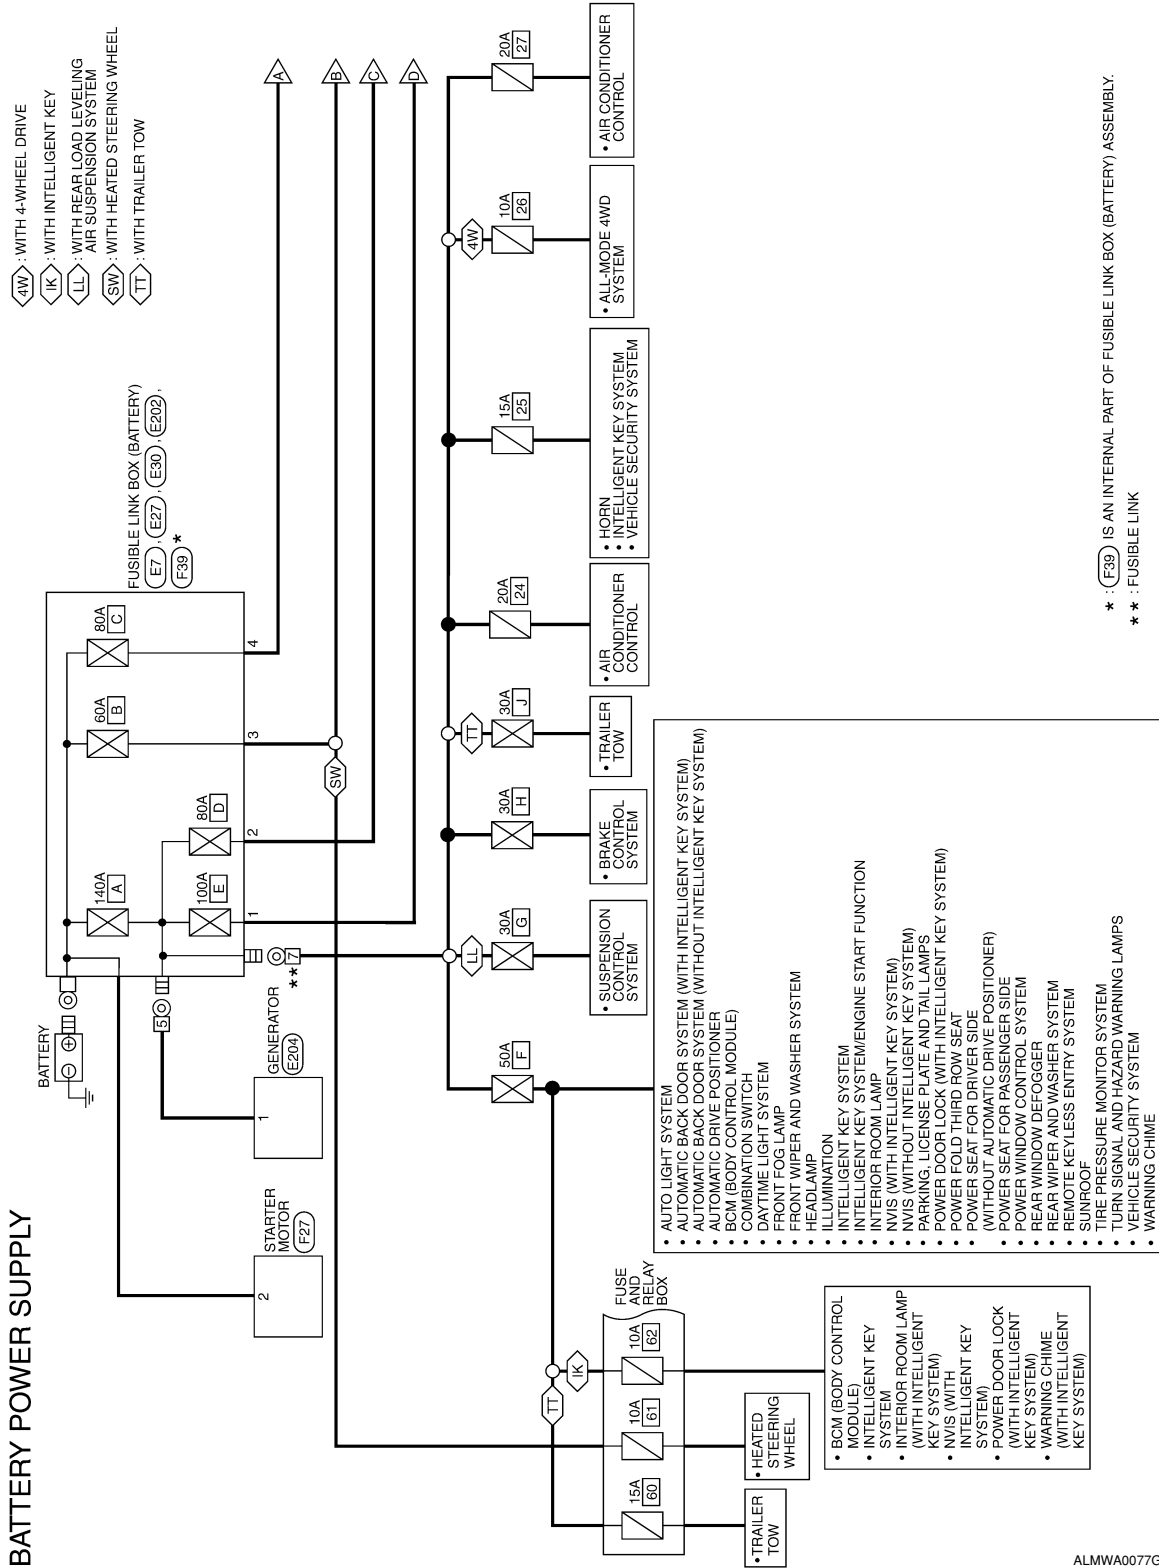 BATTERY POWER SUPPLY
4W : WITH 4-WHEEL DRIVE
IK : WITH INTELLIGENT KEY
LL : WITH REAR LOAD LEVELING
AIR SUSPENSION SYSTEM
SW : WITH HEATED STEERING WHEEL
TT : WITH TRAILER TOW
BATTERY
FUSIBLE LINK BOX (BATTERY)
E7 , E27 , E30 , E202 ,
F39 *
140A
A
60A
B
80A
C
100A
E
80A
D
5
** 7
1
2
3
4
STARTER
MOTOR
F27
2
GENERATOR
E204
1
SW
A
B
C
D
50A
F
LL
30A
G
30A
H
TT
30A
J
20A
24
15A
25
4W
10A
26
20A
27
• SUSPENSION
CONTROL
SYSTEM
• BRAKE
CONTROL
SYSTEM
• TRAILER
TOW
• AIR
CONDITIONER
CONTROL
• HORN
• INTELLIGENT KEY SYSTEM
• VEHICLE SECURITY SYSTEM
• ALL-MODE 4WD
SYSTEM
• AIR CONDITIONER
CONTROL
TT
IK
FUSE
AND
RELAY
BOX
15A
60
10A
61
10A
62
• AUTO LIGHT SYSTEM
• AUTOMATIC BACK DOOR SYSTEM (WITH INTELLIGENT KEY SYSTEM)
• AUTOMATIC BACK DOOR SYSTEM (WITHOUT INTELLIGENT KEY SYSTEM)
• AUTOMATIC DRIVE POSITIONER
• BCM (BODY CONTROL MODULE)
• COMBINATION SWITCH
• DAYTIME LIGHT SYSTEM
• FRONT FOG LAMP
• FRONT WIPER AND WASHER SYSTEM
• HEADLAMP
• ILLUMINATION
• INTELLIGENT KEY SYSTEM
• INTELLIGENT KEY SYSTEM/ENGINE START FUNCTION
• INTERIOR ROOM LAMP
• NVIS (WITH INTELLIGENT KEY SYSTEM)
• NVIS (WITHOUT INTELLIGENT KEY SYSTEM)
• PARKING, LICENSE PLATE AND TAIL LAMPS
• POWER DOOR LOCK (WITH INTELLIGENT KEY SYSTEM)
• POWER FOLD THIRD ROW SEAT
• POWER SEAT FOR DRIVER SIDE
(WITHOUT AUTOMATIC DRIVE POSITIONER)
• POWER SEAT FOR PASSENGER SIDE
• POWER WINDOW CONTROL SYSTEM
• REAR WINDOW DEFOGGER
• REAR WIPER AND WASHER SYSTEM
• REMOTE KEYLESS ENTRY SYSTEM
• SUNROOF
• TIRE PRESSURE MONITOR SYSTEM
• TURN SIGNAL AND HAZARD WARNING LAMPS
• VEHICLE SECURITY SYSTEM
• WARNING CHIME
• TRAILER
TOW
• HEATED
STEERING
WHEEL
• BCM (BODY CONTROL
MODULE)
• INTELLIGENT KEY
SYSTEM
• INTERIOR ROOM LAMP
(WITH INTELLIGENT
KEY SYSTEM)
• NVIS (WITH
INTELLIGENT KEY
SYSTEM)
• POWER DOOR LOCK
(WITH INTELLIGENT
KEY SYSTEM)
• WARNING CHIME
(WITH INTELLIGENT
KEY SYSTEM)
* : F39 IS AN INTERNAL PART OF FUSIBLE LINK BOX (BATTERY) ASSEMBLY.
** : FUSIBLE LINK
ALMWA0077G